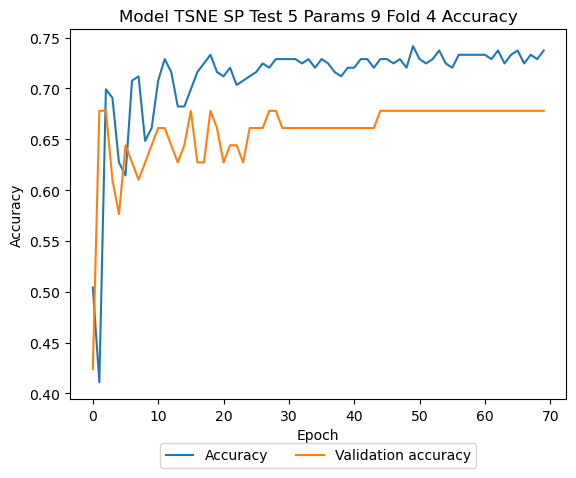 Model TSNE SP Test 5 Params 9 Fold 4 Accuracy
0.75
0.70
0.65
0.60
0.55
0.50
0.45
0.40
Accuracy
0 10 20 30 40 50 60 70
Epoch
Accuracy Validation accuracy